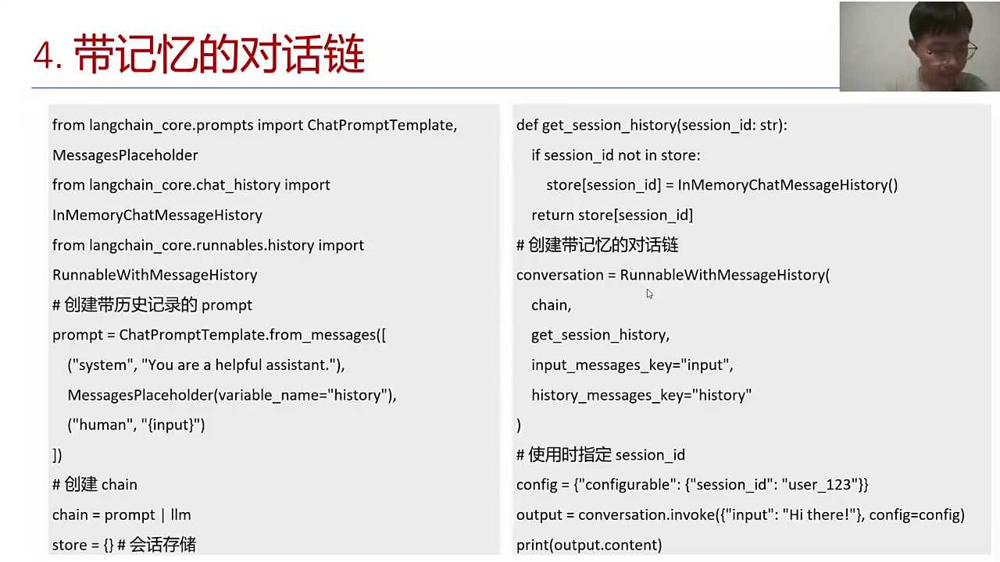 4. 带记忆的对话链
from langchain_core.prompts import ChatPromptTemplate,
MessagesPlaceholder
from langchain_core.chat_history import
InMemoryChatMessageHistory
from langchain_core.runnables.history import
RunnableWithMessageHistory
# 创建带历史记录的 prompt
prompt = ChatPromptTemplate.from_messages([
("system", "You are a helpful assistant."),
MessagesPlaceholder(variable_name="history"),
("human", "{input}")
])
# 创建 chain
chain = prompt | llm
store = {} # 会话存储
def get_session_history(session_id: str):
if session_id not in store:
store[session_id] = InMemoryChatMessageHistory()
return store[session_id]
# 创建带记忆的对话链
conversation = RunnableWithMessageHistory(
chain,
get_session_history,
input_messages_key="input",
history_messages_key="history"
)
# 使用时指定 session_id
config = {"configurable": {"session_id": "user_123"}}
output = conversation.invoke({"input": "Hi there!"}, config=config)
print(output.content)